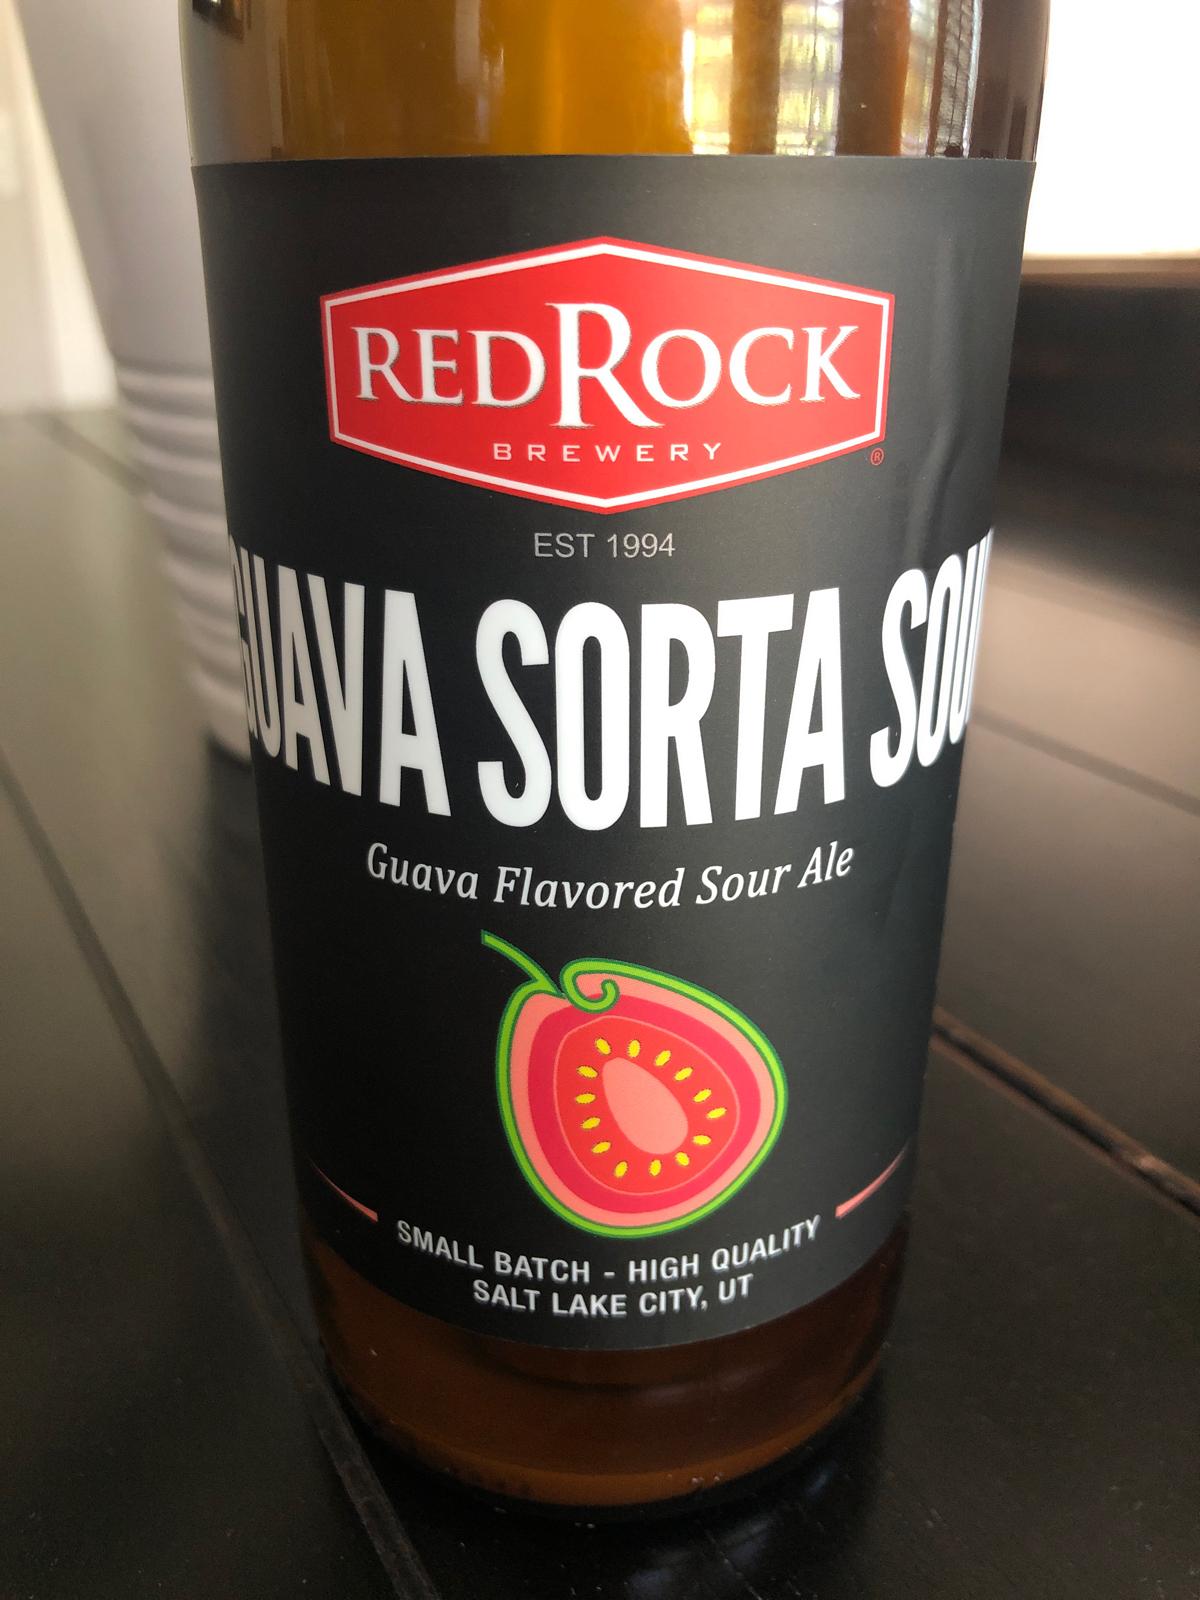 REDROCK
BREWERY
®
EST 1994
GUAVA SORTA SOU
Guava Flavored Sour Ale
SMALL BATCH - HIGH QUALITY
SALT LAKE CITY, UT